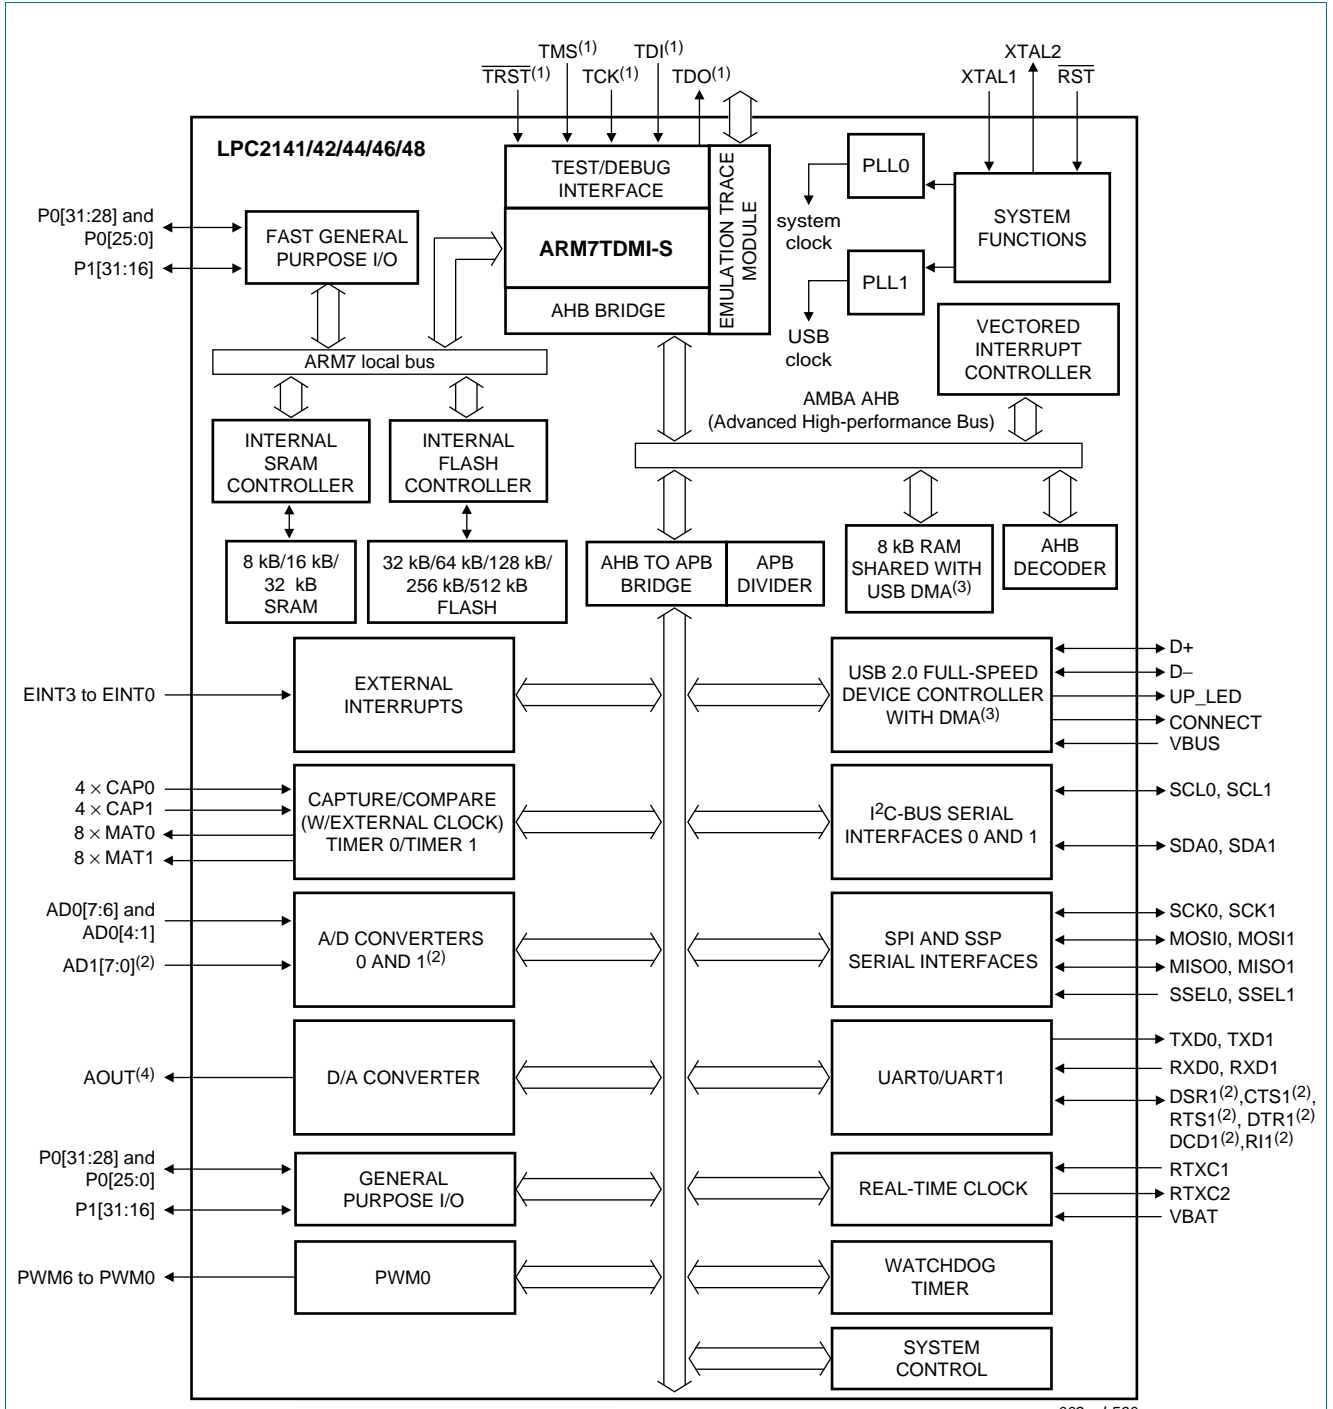 TMS(1)
TDI(1)
TRST(1)
TCK(1)
TDO(1)
XTAL2
XTAL1
RST
LPC2141/42/44/46/48
TEST/DEBUG
INTERFACE
ARM7TDMI-S
AHB BRIDGE
EMULATION TRACE
MODULE
PLL0
system
clock
PLL1
USB
clock
SYSTEM
FUNCTIONS
P0[31:28] and
P0[25:0]
P1[31:16]
FAST GENERAL
PURPOSE I/O
VECTORED
INTERRUPT
CONTROLLER
ARM7 local bus
AMBA AHB
(Advanced High-performance Bus)
INTERNAL
SRAM
CONTROLLER
INTERNAL
FLASH
CONTROLLER
8 kB/16 kB/
32 kB
SRAM
32 kB/64 kB/128 kB/
256 kB/512 kB
FLASH
AHB TO APB
BRIDGE
APB
DIVIDER
8 kB RAM
SHARED WITH
USB DMA(3)
AHB
DECODER
EINT3 to EINT0
EXTERNAL
INTERRUPTS
USB 2.0 FULL-SPEED
DEVICE CONTROLLER
WITH DMA(3)
D+
D−
UP_LED
CONNECT
VBUS
4 × CAP0
4 × CAP1
8 × MAT0
8 × MAT1
CAPTURE/COMPARE
(W/EXTERNAL CLOCK)
TIMER 0/TIMER 1
I2C-BUS SERIAL
INTERFACES 0 AND 1
SCL0, SCL1
SDA0, SDA1
AD0[7:6] and
AD0[4:1]
AD1[7:0](2)
A/D CONVERTERS
0 AND 1(2)
SPI AND SSP
SERIAL INTERFACES
SCK0, SCK1
MOSI0, MOSI1
MISO0, MISO1
SSEL0, SSEL1
AOUT(4)
D/A CONVERTER
UART0/UART1
TXD0, TXD1
RXD0, RXD1
DSR1(2),CTS1(2),
RTS1(2), DTR1(2)
DCD1(2),RI1(2)
P0[31:28] and
P0[25:0]
P1[31:16]
GENERAL
PURPOSE I/O
REAL-TIME CLOCK
RTXC1
RTXC2
VBAT
PWM6 to PWM0
PWM0
WATCHDOG
TIMER
SYSTEM
CONTROL